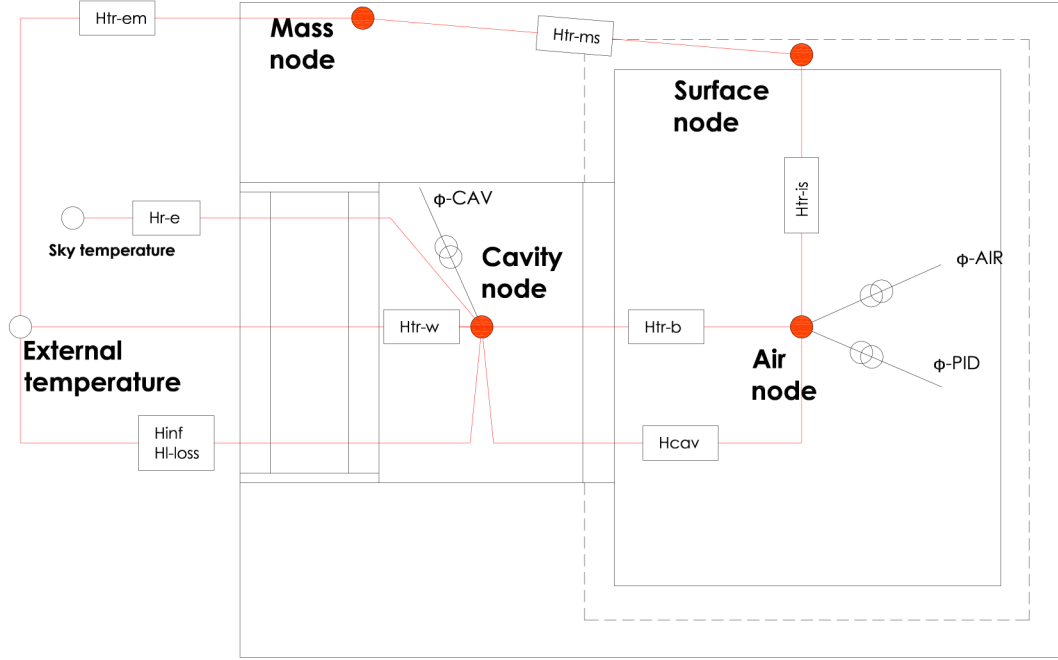 Htr-em
Mass
node
Htr-ms
Surface
node
Htr-is
ϕ-CAV
Hr-e
Sky temperature
Cavity
node
ϕ-AIR
Htr-w
Htr-b
External
temperature
Air
node
ϕ-PID
Hinf
Hl-loss
Hcav